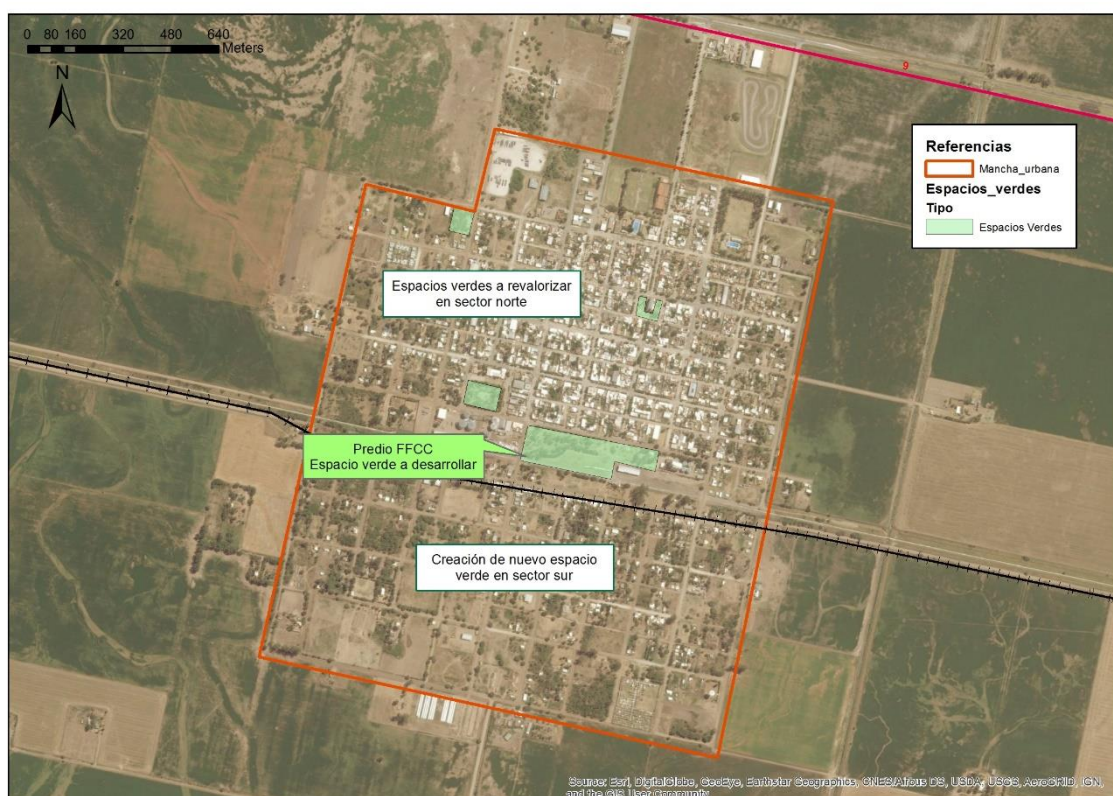 0 80 160 320 480 640
Meters
N
9
Referencias
Mancha_urbana
Espacios_verdes
Tipo
Espacios Verdes
Espacios verdes a revalorizar
en sector norte
Predio FFCC
Espacio verde a desarrollar
Creación de nuevo espacio
verde en sector sur
Source: Esri, DigitalGlobe, GeoEye, Earthstar Geographics, CNES/Airbus DS, USDA, USGS, AeroGRID, IGN,
and the GIS User Community